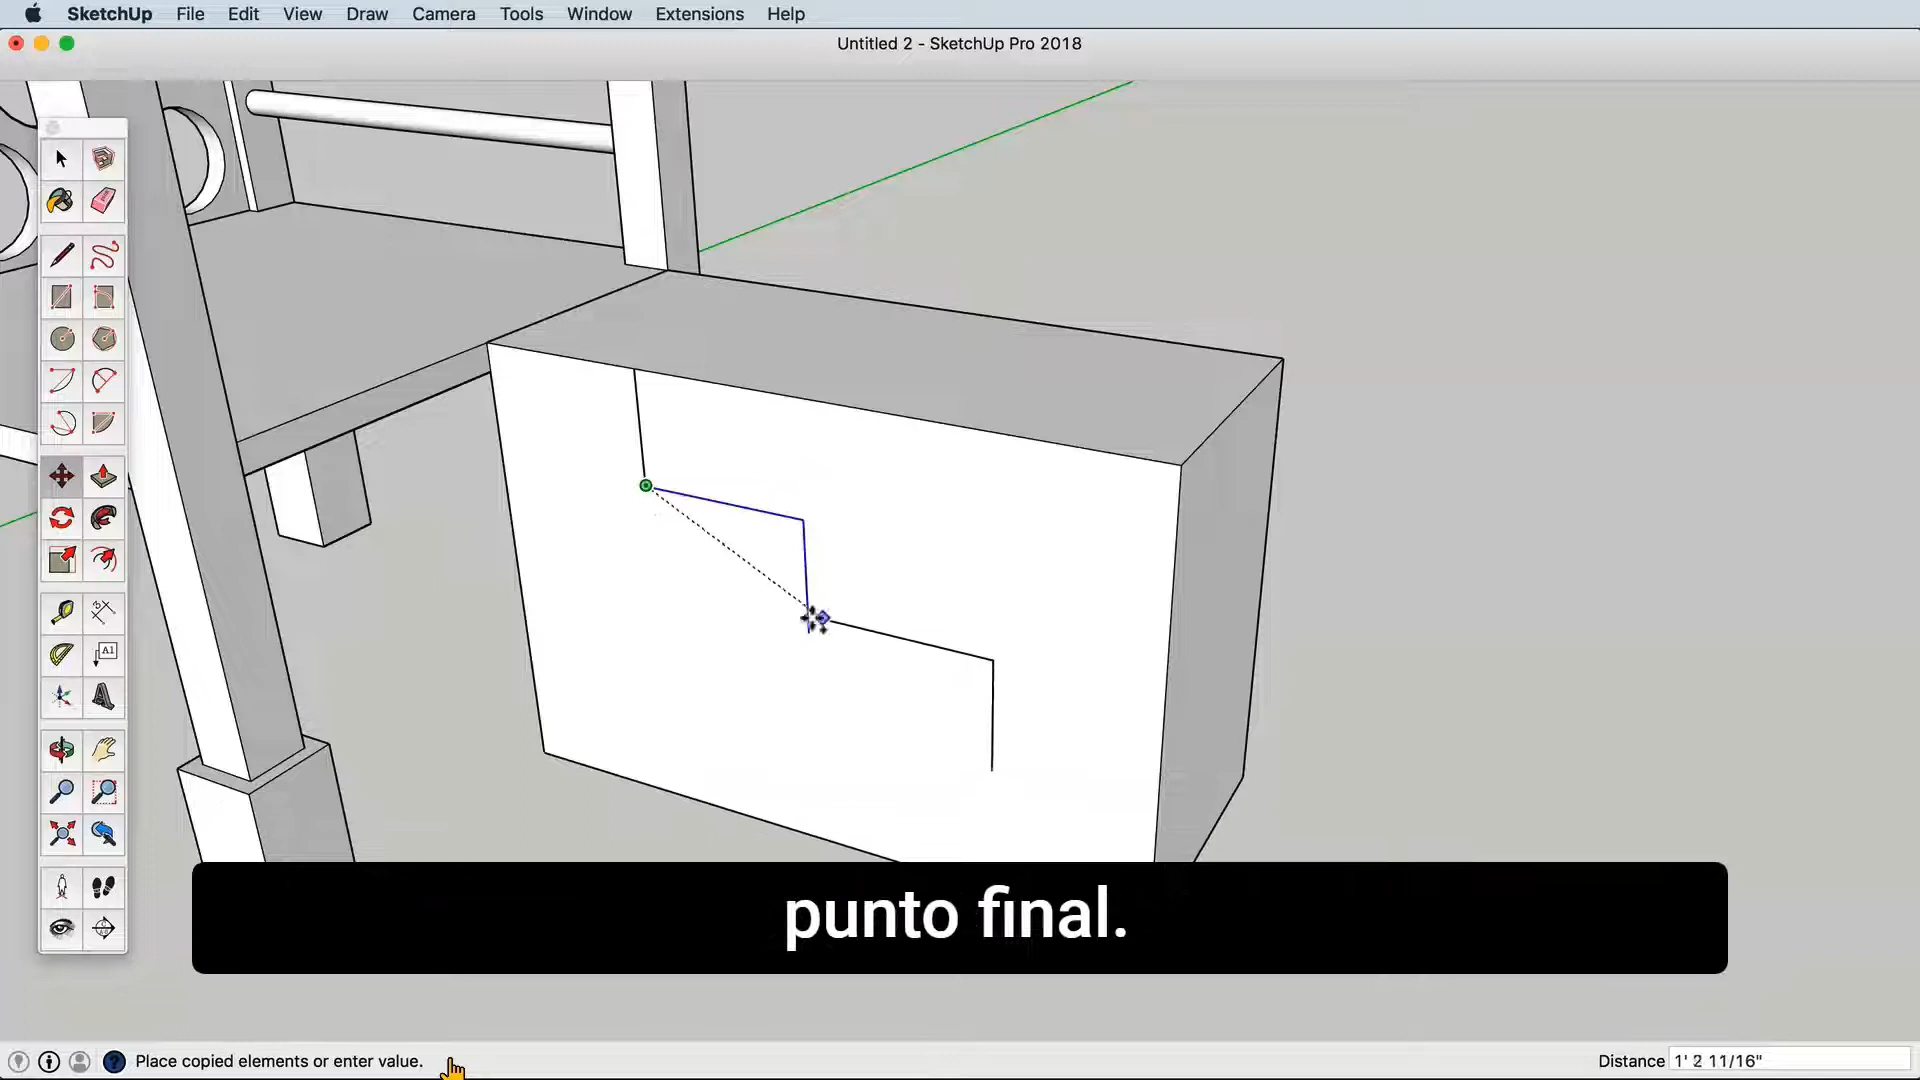 SketchUp File Edit View Draw Camera Tools Window Extensions Help
Untitled 2 - SketchUp Pro 2018
A1
punto final.
Place copied elements or enter value.
Distance 1' 2 11/16"